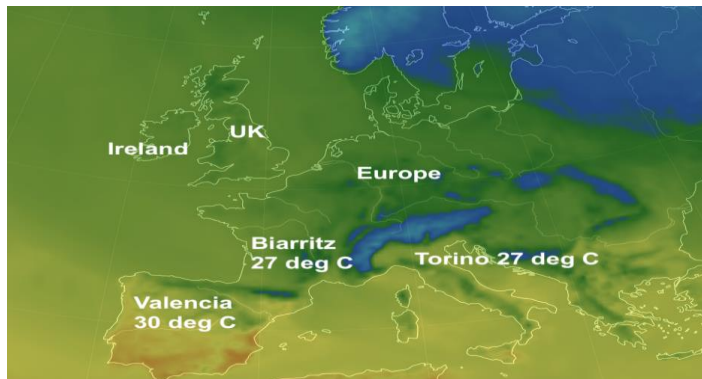 UK
Ireland
Europe
Biarritz
27 deg C
Torino 27 deg C
Valencia
30 deg C